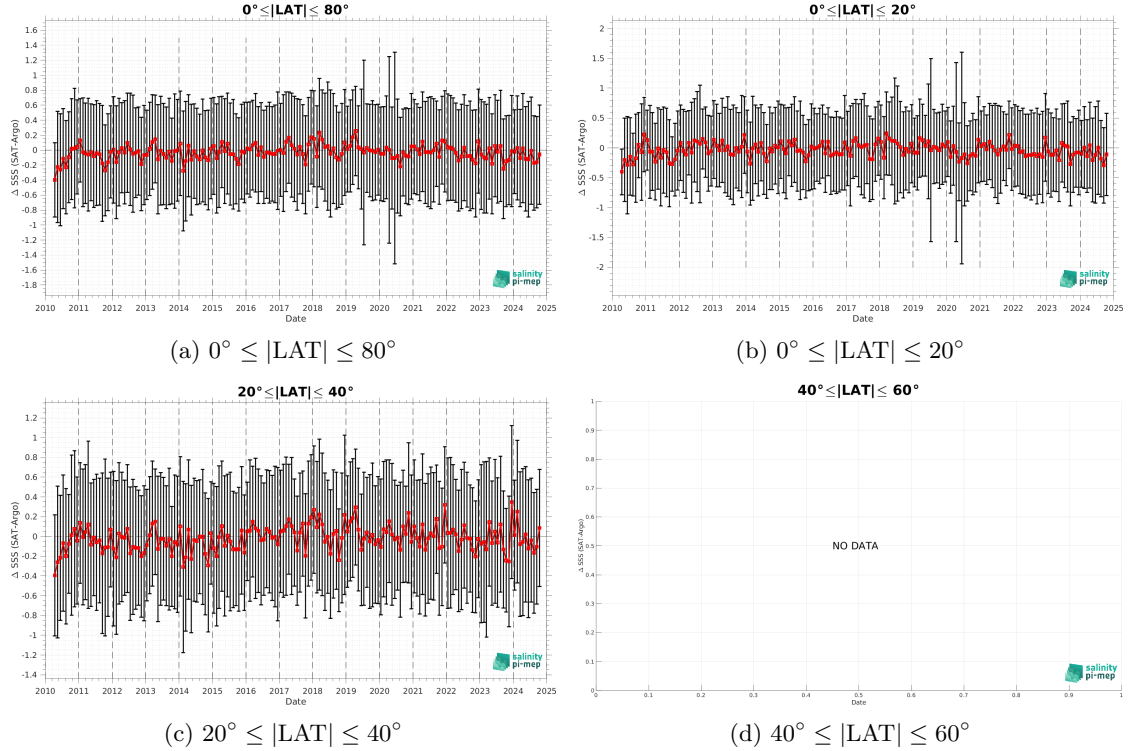 0°≤|LAT|≤ 80°
1.6
1.4
1.2
1
0.8
0.6
0.4
0.2
0
-0.2
-0.4
-0.6
-0.8
-1
-1.2
-1.4
-1.6
-1.8
Δ SSS (SAT-Argo)
2010 2011 2012 2013 2014 2015 2016 2017 2018 2019 2020 2021 2022 2023 2024 2025
Date
salinity
pi-mep
(a) 0° ≤ |LAT| ≤ 80°
0°≤|LAT|≤ 20°
2
1.5
1
0.5
0
-0.5
-1
-1.5
-2
Δ SSS (SAT-Argo)
2010 2011 2012 2013 2014 2015 2016 2017 2018 2019 2020 2021 2022 2023 2024 2025
Date
salinity
pi-mep
(b) 0° ≤ |LAT| ≤ 20°
20°≤|LAT|≤ 40°
1.2
1
0.8
0.6
0.4
0.2
0
-0.2
-0.4
-0.6
-0.8
-1
-1.2
-1.4
Δ SSS (SAT-Argo)
2010 2011 2012 2013 2014 2015 2016 2017 2018 2019 2020 2021 2022 2023 2024 2025
Date
salinity
pi-mep
(c) 20° ≤ |LAT| ≤ 40°
40°≤|LAT|≤ 60°
1
0.9
0.8
0.7
0.6
0.5
0.4
0.3
0.2
0.1
0
Δ SSS (SAT-Argo)
NO DATA
0 0.1 0.2 0.3 0.4 0.5 0.6 0.7 0.8 0.9 1
Date
salinity
pi-mep
(d) 40° ≤ |LAT| ≤ 60°